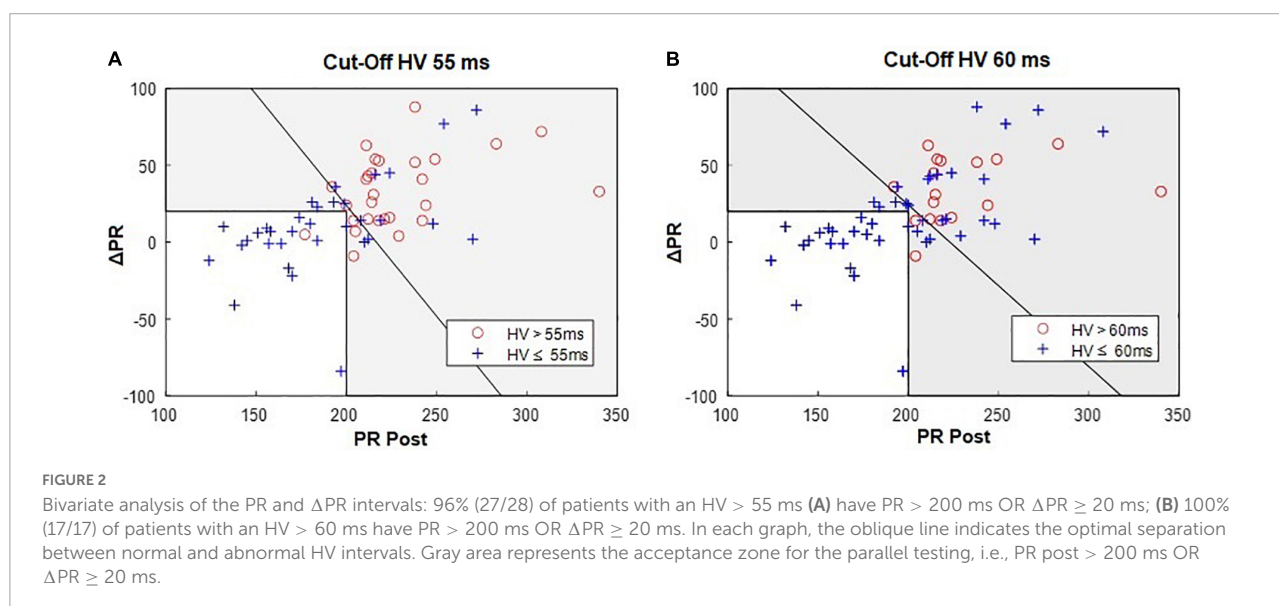 A
Cut-Off HV 55 ms
100
50
0
-50
-100
ΔPR
HV > 55ms
HV ≤ 55ms
100
150
200
250
300
350
PR Post
B
Cut-Off HV 60 ms
100
50
0
-50
-100
ΔPR
HV > 60ms
HV ≤ 60ms
100
150
200
250
300
350
PR Post
FIGURE 2
Bivariate analysis of the PR and ΔPR intervals: 96% (27/28) of patients with an HV > 55 ms (A) have PR > 200 ms OR ΔPR ≥ 20 ms; (B) 100%
(17/17) of patients with an HV > 60 ms have PR > 200 ms OR ΔPR ≥ 20 ms. In each graph, the oblique line indicates the optimal separation
between normal and abnormal HV intervals. Gray area represents the acceptance zone for the parallel testing, i.e., PR post > 200 ms OR
ΔPR ≥ 20 ms.